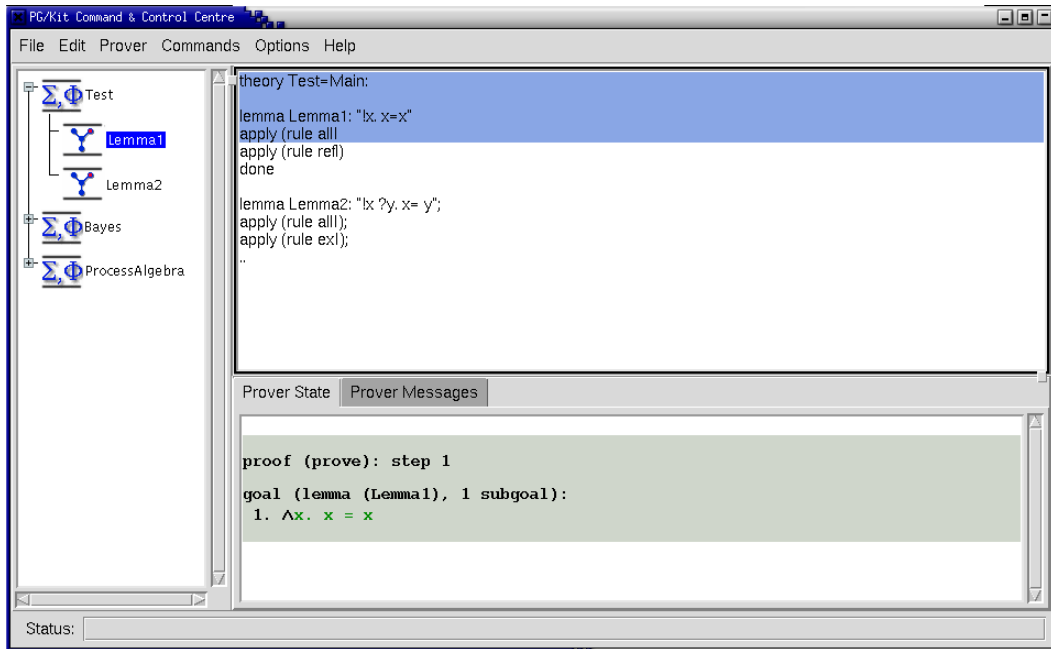 PG/Kit Command & Control Centre
File Edit Prover Commands Options Help
Σ,Φ Test
Lemma1
Lemma2
Σ,Φ Bayes
Σ,Φ ProcessAlgebra
theory Test=Main:
lemma Lemma1: "!x. x=x"
apply (rule allI
apply (rule refl)
done
lemma Lemma2: "!x ?y. x= y";
apply (rule allI);
apply (rule exI);
..
Prover State Prover Messages
proof (prove): step 1
goal (lemma (Lemma1), 1 subgoal):
1. ⋀x. x = x
Status: